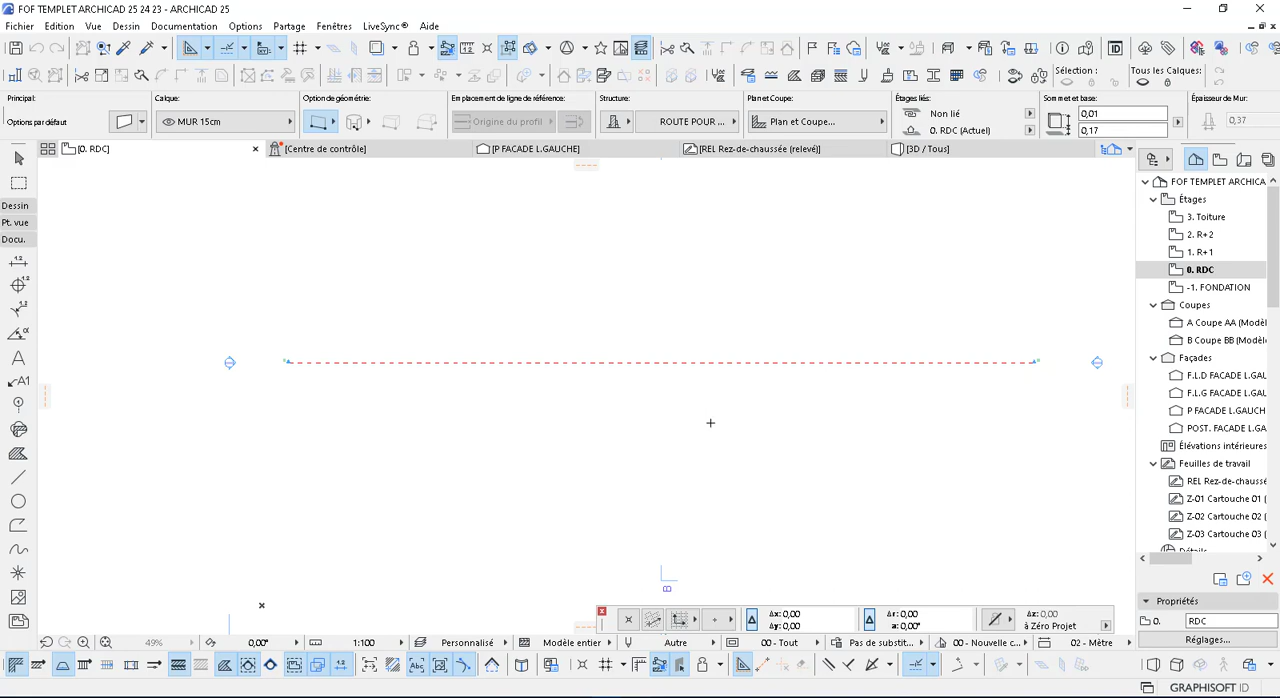 FOF TEMPLET ARCHICAD 25 24 23 - ARCHICAD 25
Fichier Edition Vue Dessin Documentation Options Partage Fenêtres LiveSync® Aide
Sélection : Tous les Calques:
Principal: Calque: Option de géométrie: Emplacement de ligne de référence: Structure: Plan et Coupe: Étages liés: Sommet et base: Épaisseur de Mur:
Options par défaut MUR 15cm Origine du profil ROUTE POUR ... Plan et Coupe... Non lié 0. RDC (Actuel) 0,01 0,17 0,37
[0. RDC] [Centre de contrôle] [P FACADE L.GAUCHE] [REL Rez-de-chaussée (relevé)] [3D / Tous]
Dessin
Pt. vue
Docu.
FOF TEMPLET ARCHICA
Étages
3. Toiture
2. R+2
1. R+1
0. RDC
-1. FONDATION
Coupes
A Coupe AA (Modèl
B Coupe BB (Modèle
Façades
F.L.D FACADE L.GAU
F.L.G FACADE L.GAU
P FACADE L.GAUCH
POST. FACADE L.GAU
Élévations intérieures
Feuilles de travail
REL Rez-de-chaussé
Z-01 Cartouche 01 (
Z-02 Cartouche 02 (
Z-03 Cartouche 03 (
Détails
Propriétés
0. RDC
Réglages...
B
Δx: 0,00 Δr: 0,00 Δz: 0,00
Δy: 0,00 a: 0,00° à Zéro Projet
49% 0,00° 1:100 Personnalisé Modèle entier Autre 00 - Tout Pas de substit... 00 - Nouvelle c... 02 - Mètre
GRAPHISOFT ID